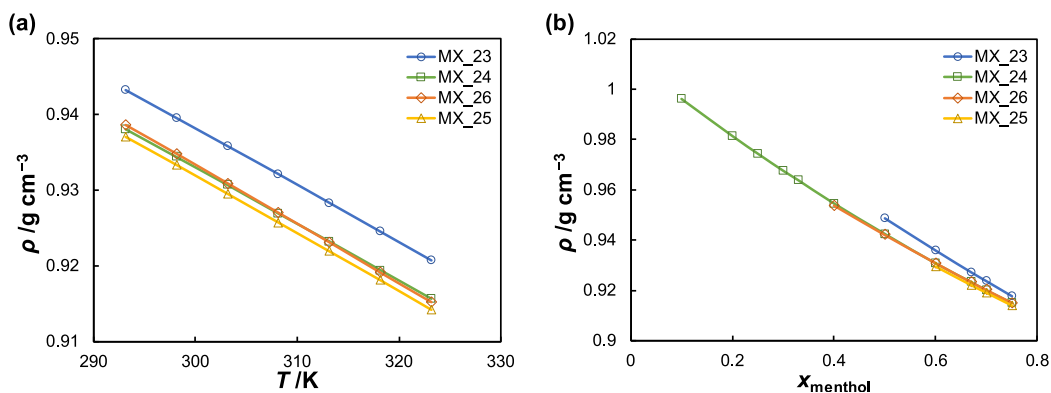 (a)
0.95
0.94
0.93
0.92
0.91
ρ /g cm⁻³
290
300
310
320
330
T /K
MX_23
MX_24
MX_26
MX_25
(b)
1.02
1
0.98
0.96
0.94
0.92
0.9
ρ /g cm⁻³
0
0.2
0.4
0.6
0.8
xmenthol
MX_23
MX_24
MX_26
MX_25